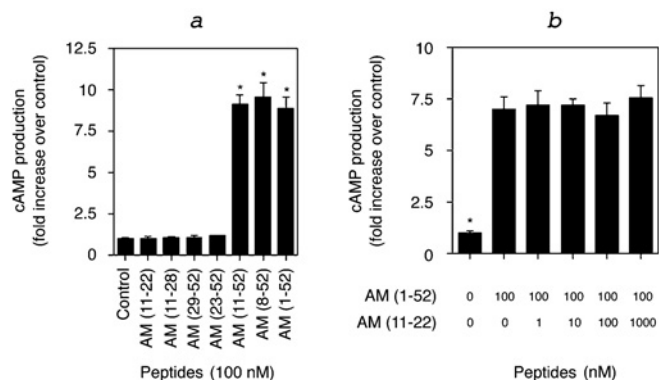 a
cAMP production
(fold increase over control)
12.5
10
7.5
5
2.5
0
* * *
Control
AM (11-22)
AM (11-28)
AM (29-52)
AM (23-52)
AM (11-52)
AM (8-52)
AM (1-52)
Peptides (100 nM)
b
cAMP production
(fold increase over control)
10
7.5
5
2.5
0
*
AM (1-52) 0 100 100 100 100 100
AM (11-22) 0 0 1 10 100 1000
Peptides (nM)